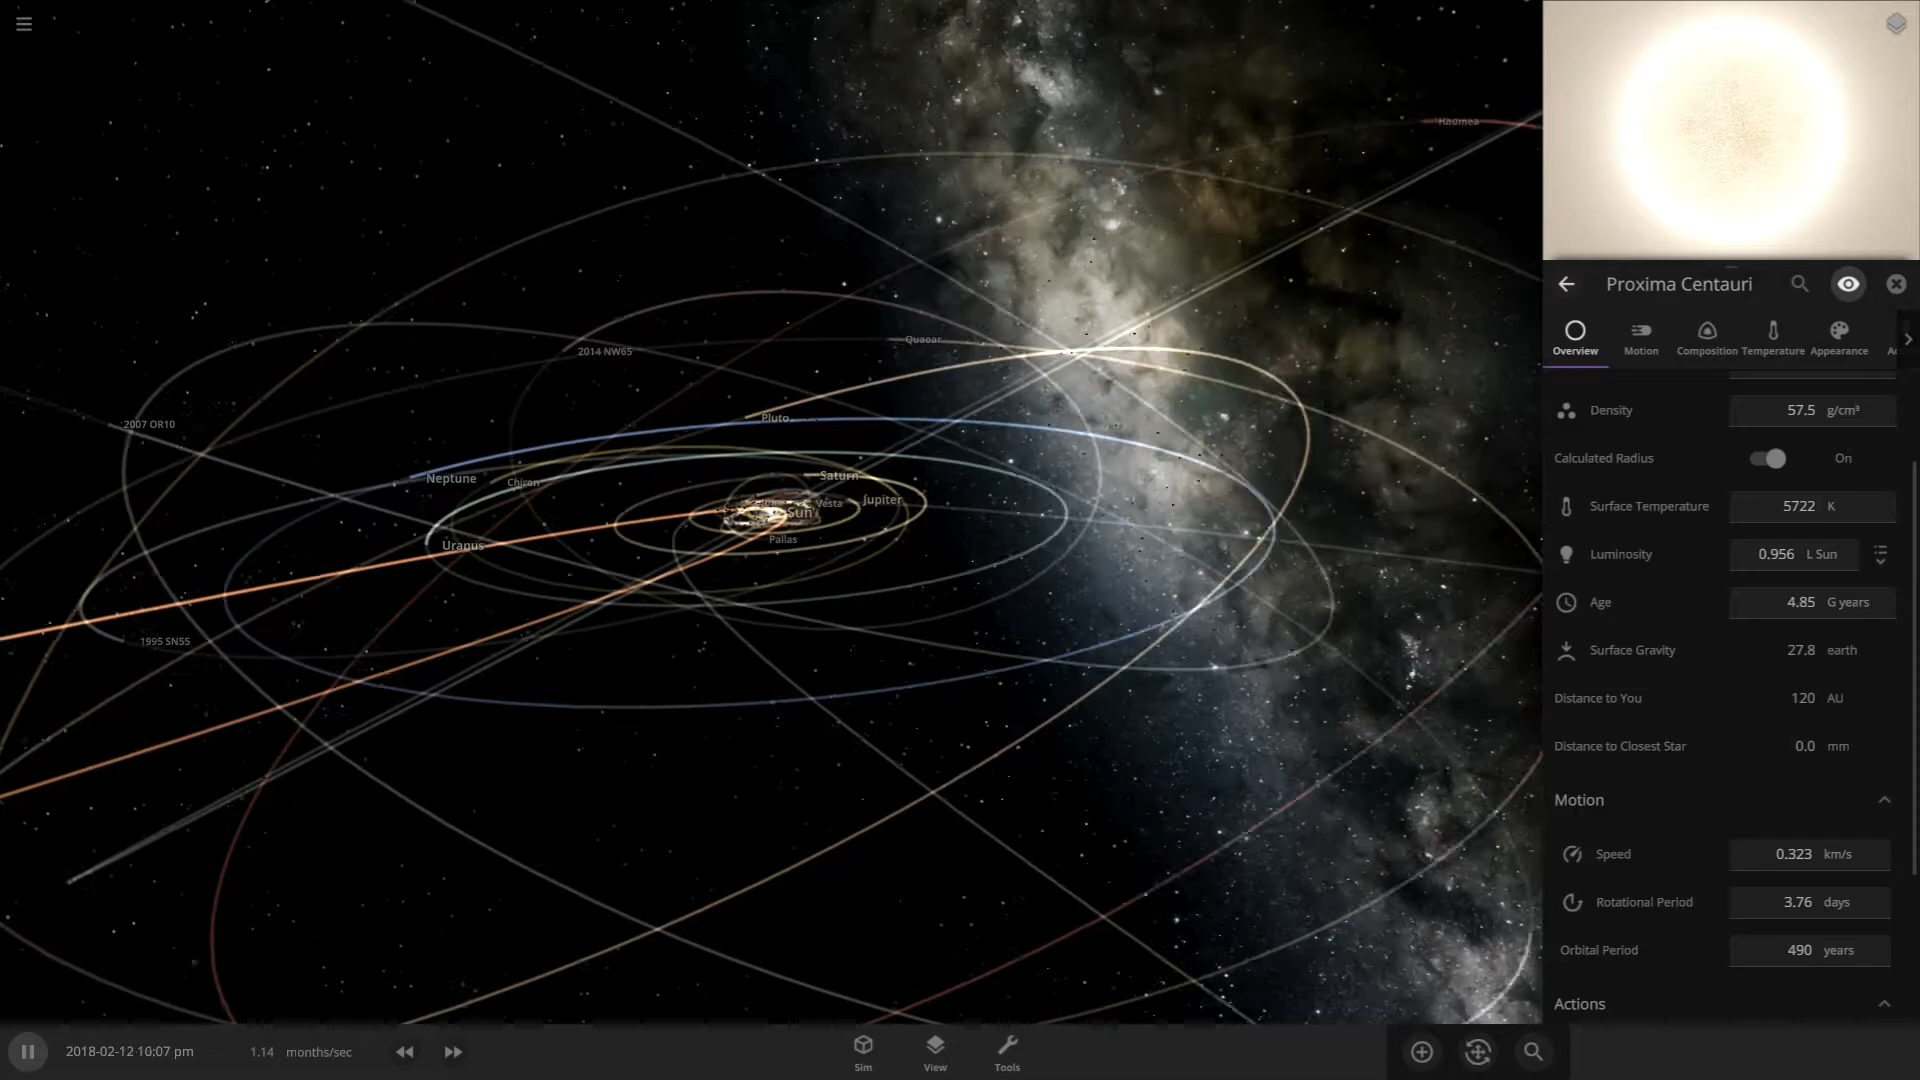 Haumea
Quaoar
2014 NW65
Pluto
2007 OR10
Neptune
Chiron
Saturn
Vesta
Jupiter
Sun
Pallas
Uranus
1995 SN55
Proxima Centauri
Overview
Motion
Composition
Temperature
Appearance
Density 57.5 g/cm³
Calculated Radius On
Surface Temperature 5722 K
Luminosity 0.956 L Sun
Age 4.85 G years
Surface Gravity 27.8 earth
Distance to You 120 AU
Distance to Closest Star 0.0 mm
Motion
Speed 0.323 km/s
Rotational Period 3.76 days
Orbital Period 490 years
Actions
2018-02-12 10:07 pm 1.14 months/sec
Sim
View
Tools